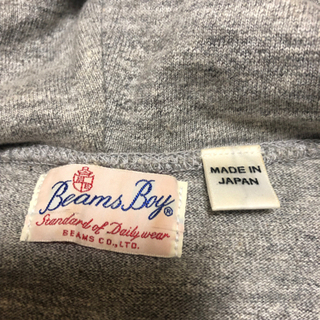 Beams Boy®
Standard of Daily wear
BEAMS CO., LTD.
MADE IN
JAPAN